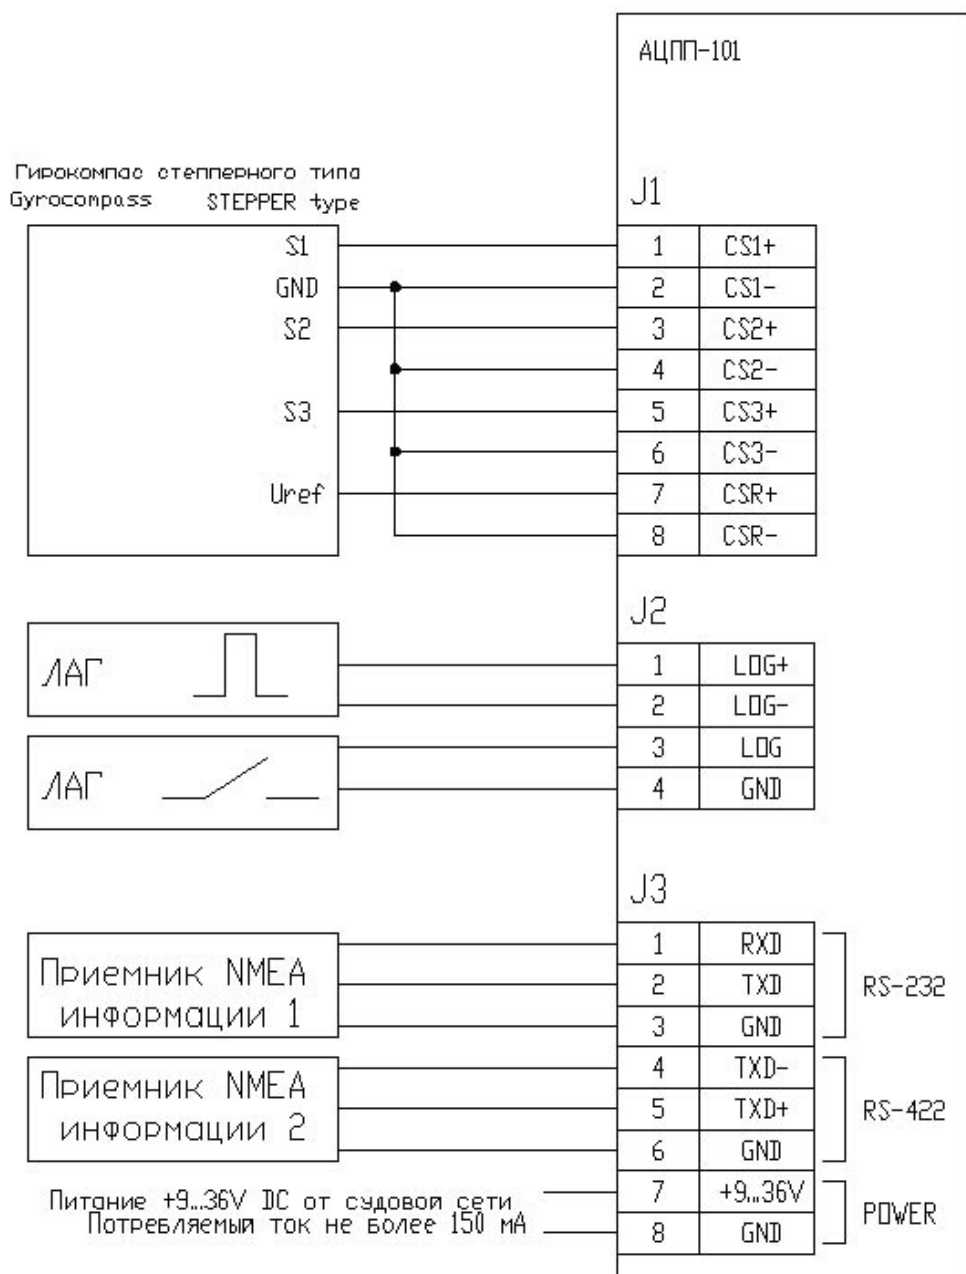 АЦПП-101
Гирокомпас степперного типа
Gyrocompass STEPPER type
J1
S1 1 CS1+
GND 2 CS1-
S2 3 CS2+
4 CS2-
S3 5 CS3+
6 CS3-
Uref 7 CSR+
8 CSR-
J2
ЛАГ
1 LOG+
2 LOG-
ЛАГ
3 LOG
4 GND
J3
Приемник NMEA
информации 1
1 RXD
2 TXD
3 GND
RS-232
Приемник NMEA
информации 2
4 TXD-
5 TXD+
6 GND
RS-422
Питание +9...36V DC от судовой сети
Потребляемый ток не более 150 мА
7 +9...36V
8 GND
POWER